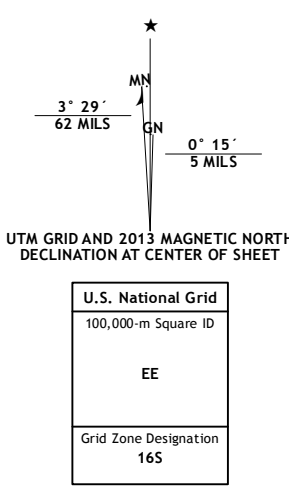 MN
3° 29´
62 MILS
GN
0° 15´
5 MILS
UTM GRID AND 2013 MAGNETIC NORTH
DECLINATION AT CENTER OF SHEET
U.S. National Grid
100,000-m Square ID
EE
Grid Zone Designation
16S